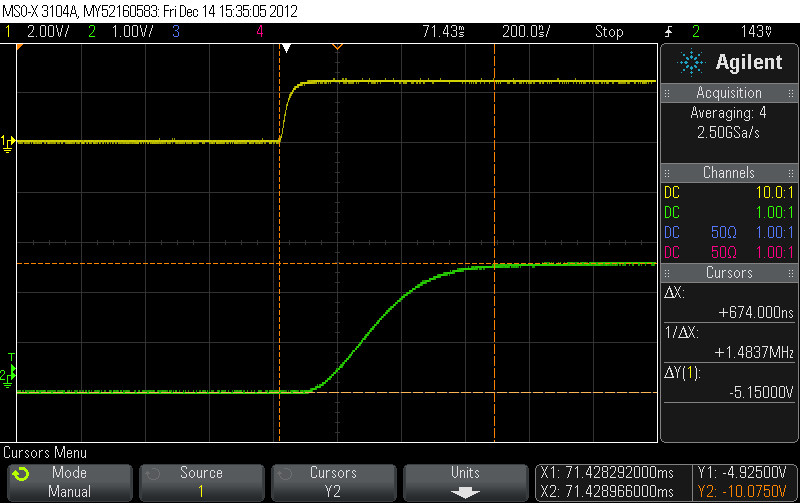 MSO-X 3104A, MY52160583: Fri Dec 14 15:35:05 2012
1 2.00V/ 2 1.00V/ 3 4 71.43ms 200.0ns/ Stop 2 143mV
Agilent
Acquisition
Averaging: 4
2.50GSa/s
Channels
DC 10.0:1
DC 1.00:1
DC 50Ω 1.00:1
DC 50Ω 1.00:1
Cursors
ΔX:
+674.000ns
1/ΔX:
+1.4837MHz
ΔY(1):
-5.15000V
1
T
2
Cursors Menu
Mode
Manual
Source
1
Cursors
Y2
Units
X1: 71.428292000ms
X2: 71.428966000ms
Y1: -4.92500V
Y2: -10.0750V